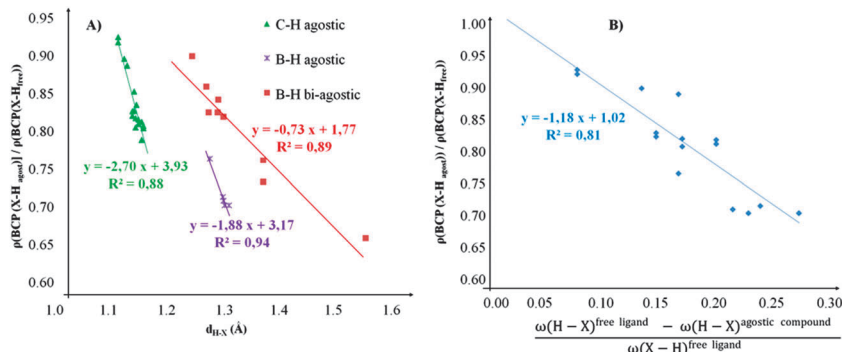 A)
C-H agostic
B-H agostic
B-H bi-agostic
0.95
0.90
0.85
0.80
0.75
0.70
0.65
0.60
ρ(BCP(X-H agost)] / ρ(BCP(X-Hfree))
y = -0,73 x + 1,77
R² = 0,89
y = -2,70 x + 3,93
R² = 0,88
y = -1,88 x + 3,17
R² = 0,94
1.0 1.1 1.2 1.3 1.4 1.5 1.6
dH-X (Å)
B)
1.00
0.95
0.90
0.85
0.80
0.75
0.70
0.65
0.60
ρ(BCP(X-H agost)) / ρ(BCP(X-Hfree))
y = -1,18 x + 1,02
R² = 0,81
0.00 0.05 0.10 0.15 0.20 0.25 0.30
ω(H − X)free ligand − ω(H − X)agostic compound
ω(X − H)free ligand